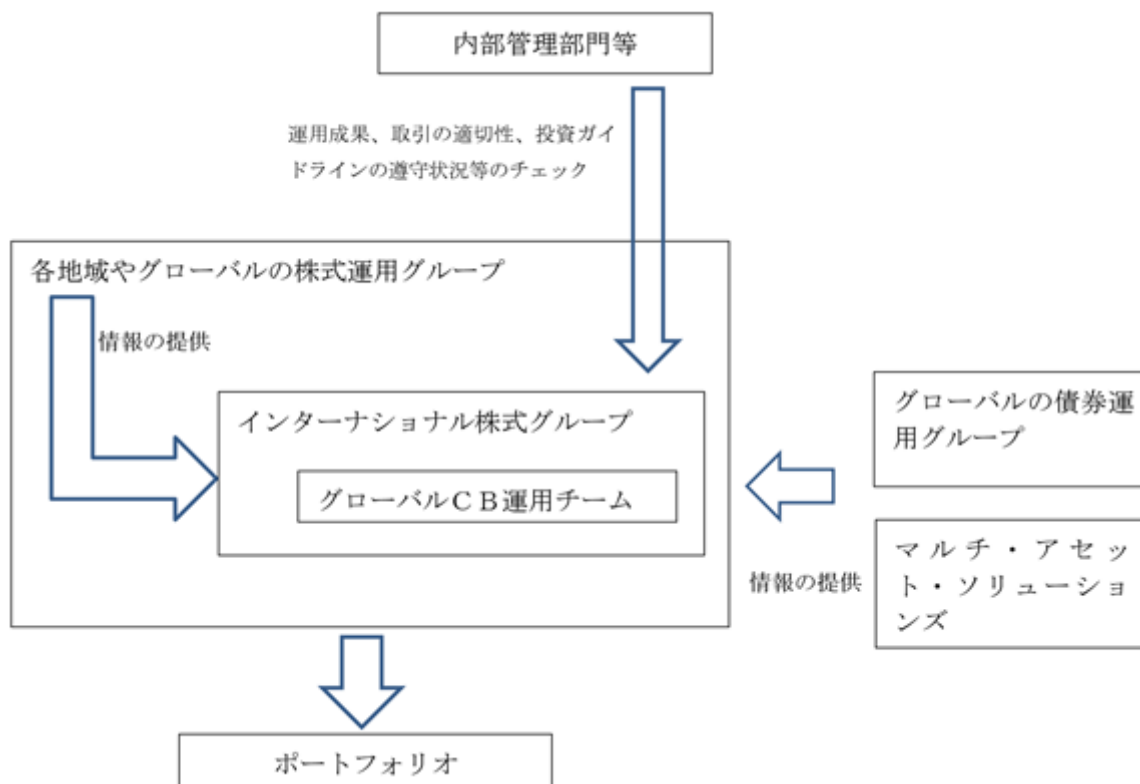 内部管理部門等
運用成果、取引の適切性、投資ガイ
ドラインの遵守状況等のチェック
各地域やグローバルの株式運用グループ
情報の提供
インターナショナル株式グループ
グローバルＣＢ運用チーム
グローバルの債券運
用グループ
マルチ・アセッ
ト・ソリューショ
ンズ
情報の提供
ポートフォリオ